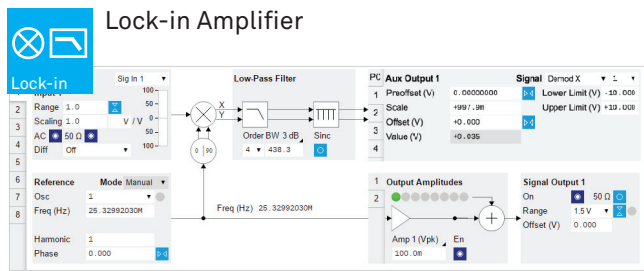 Lock-in Amplifier
Lock-in
Sig In 1
Range 1.0
Scaling 1.0 V / V
AC 50 Ω
Diff Off
100
50
0
50
100
Low-Pass Filter
X
Y
Order BW 3 dB Sinc
4 438.3
0 90
PC Aux Output 1 Signal Demod X 1
Preoffset (V) 0.00000000 Lower Limit (V) -10.000
Scale +997.9m Upper Limit (V) +10.000
Offset (V) +0.000
Value (V) +0.035
1
2
3
4
2
3
4
5
6
7
8
Reference Mode Manual
Osc 1
Freq (Hz) 25.32992030M
Harmonic 1
Phase 0.000
Freq (Hz) 25.32992030M
1 Output Amplitudes
2
Amp 1 (Vpk) En
100.0m
Signal Output 1
On 50 Ω
Range 1.5 V
Offset (V) 0.000